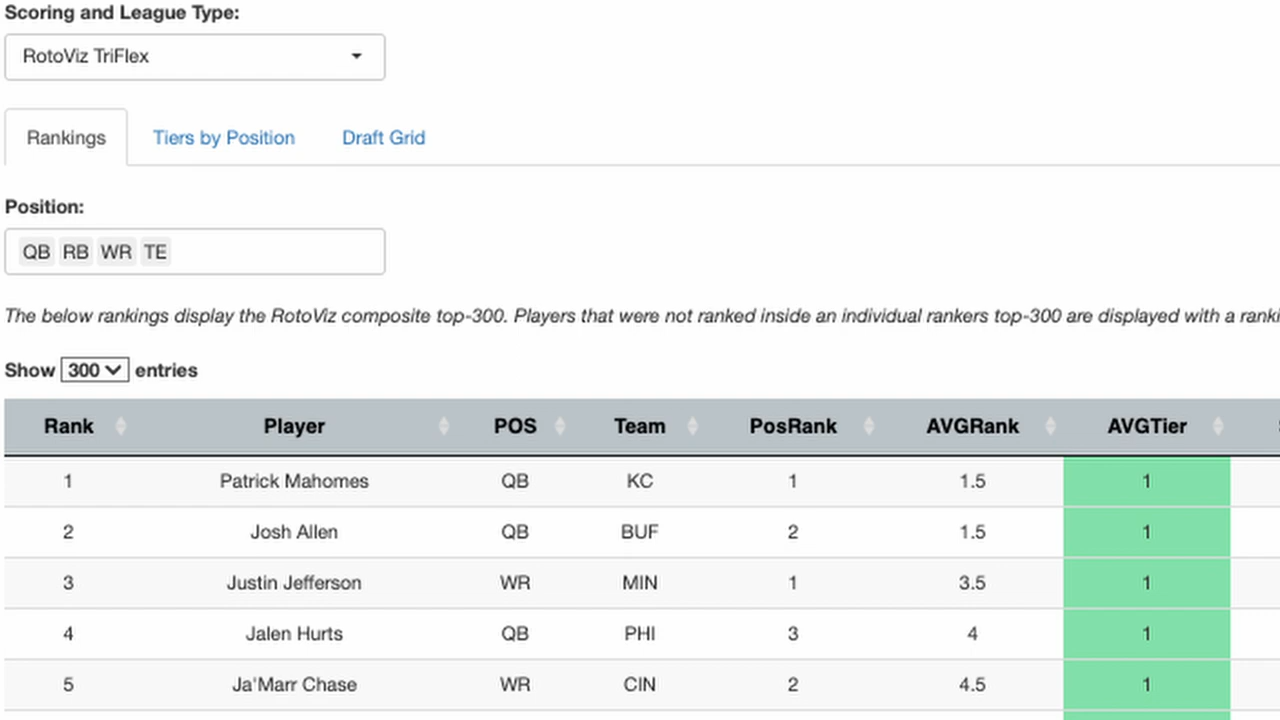 Scoring and League Type:
RotoViz TriFlex
Rankings Tiers by Position Draft Grid
Position:
QB RB WR TE
The below rankings display the RotoViz composite top-300. Players that were not ranked inside an individual rankers top-300 are displayed with a
Show 300 entries
Rank Player POS Team PosRank AVGRank AVGTier
1 Patrick Mahomes QB KC 1 1.5 1
2 Josh Allen QB BUF 2 1.5 1
3 Justin Jefferson WR MIN 1 3.5 1
4 Jalen Hurts QB PHI 3 4 1
5 Ja'Marr Chase WR CIN 2 4.5 1